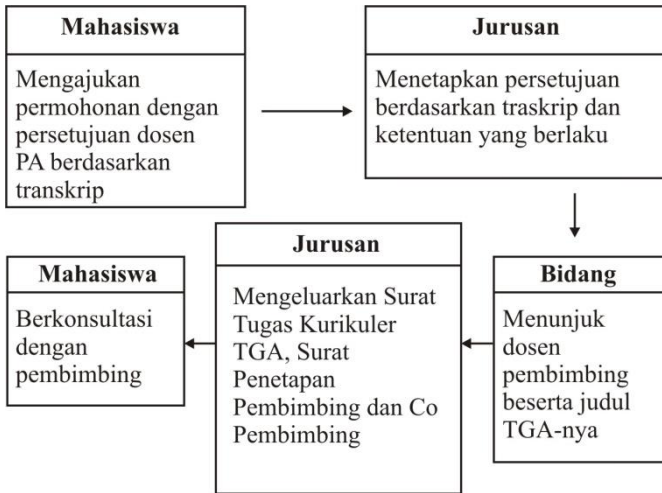 Mahasiswa
Mengajukan
permohonan dengan
persetujuan dosen
PA berdasarkan
transkrip
Jurusan
Menetapkan persetujuan
berdasarkan traskrip dan
ketentuan yang berlaku
Bidang
Menunjuk
dosen
pembimbing
beserta judul
TGA-nya
Jurusan
Mengeluarkan Surat
Tugas Kurikuler
TGA, Surat
Penetapan
Pembimbing dan Co
Pembimbing
Mahasiswa
Berkonsultasi
dengan
pembimbing